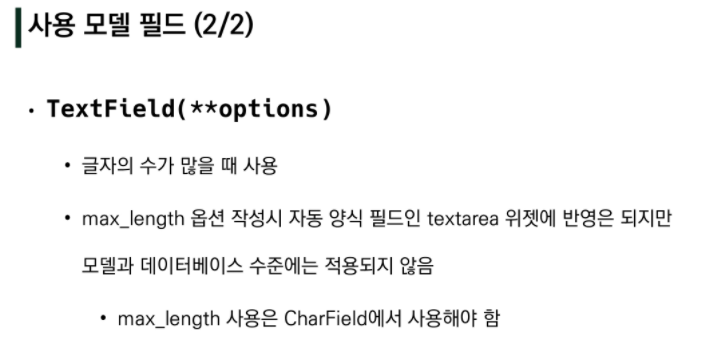 사용 모델 필드 (2/2)
• TextField(**options)
• 글자의 수가 많을 때 사용
• max_length 옵션 작성시 자동 양식 필드인 textarea 위젯에 반영은 되지만
모델과 데이터베이스 수준에는 적용되지 않음
• max_length 사용은 CharField에서 사용해야 함